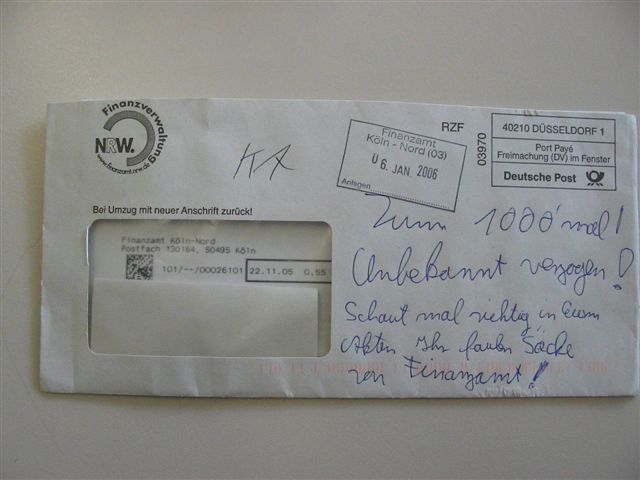 Finanzverwaltung
NRW.
www.finanzamt.nrw.de
Finanzamt
Köln - Nord (03)
06. JAN. 2006
Anlagen
RZF
03970
40210 DÜSSELDORF 1
Port Payé
Freimachung (DV) im Fenster
Deutsche Post
Bei Umzug mit neuer Anschrift zurück!
Finanzamt Köln-Nord
Postfach 130164, 50495 Köln
101/--/00026101 22.11.05 0,55
Zum 1000 mal!
Unbekannt verzogen!
Schaut mal richtig in Euern
Akten Ihr faulen Säcke
von Finanzamt!